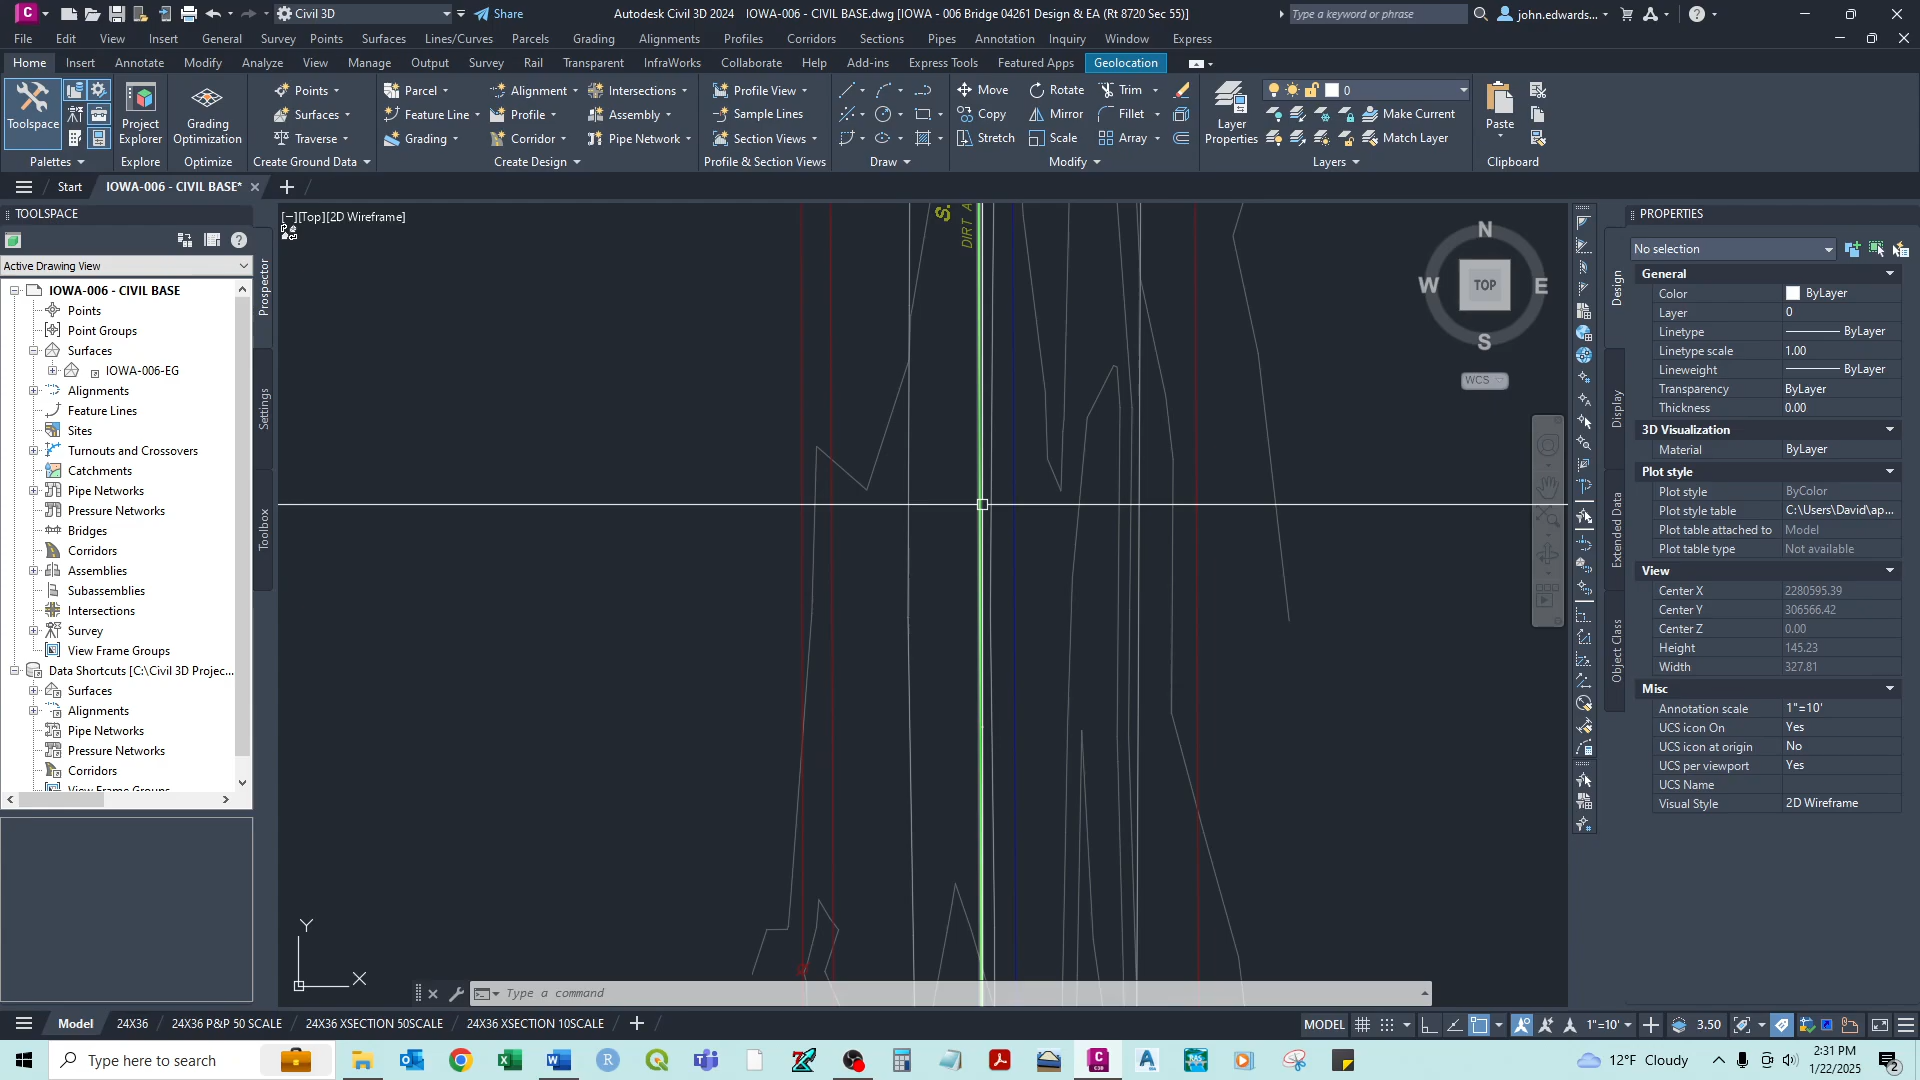 Civil 3D
Share
Autodesk Civil 3D 2024 IOWA-006 - CIVIL BASE.dwg [IOWA - 006 Bridge 04261 Design & EA (Rt 8720 Sec 55)]
Type a keyword or phrase
john.edwards...
File Edit View Insert General Survey Points Surfaces Lines/Curves Parcels Grading Alignments Profiles Corridors Sections Pipes Annotation Inquiry Window Express
Home Insert Annotate Modify Analyze View Manage Output Survey Rail Transparent InfraWorks Collaborate Help Add-ins Express Tools Featured Apps Geolocation
Points Parcel Alignment Intersections Profile View Move Rotate Trim 0
Surfaces Feature Line Profile Assembly Sample Lines Copy Mirror Fillet Make Current
Toolspace Project Explorer Grading Optimization Layer Properties Paste
Traverse Grading Corridor Pipe Network Section Views Stretch Scale Array Match Layer
Palettes Explore Optimize Create Ground Data Create Design Profile & Section Views Draw Modify Layers Clipboard
Start IOWA-006 - CIVIL BASE*
TOOLSPACE
Active Drawing View
IOWA-006 - CIVIL BASE
Points
Point Groups
Surfaces
IOWA-006-EG
Alignments
Feature Lines
Sites
Turnouts and Crossovers
Catchments
Pipe Networks
Pressure Networks
Bridges
Corridors
Assemblies
Subassemblies
Intersections
Survey
View Frame Groups
Data Shortcuts [C:\Civil 3D Projec...
Surfaces
Alignments
Pipe Networks
Pressure Networks
Corridors
View Frame Groups
Prospector
Settings
Toolbox
[−][Top][2D Wireframe]
S.
DIRT A
N
W TOP E
S
WCS
Y
X
Type a command
PROPERTIES
No selection
Design
Display
Extended Data
Object Class
General
Color ByLayer
Layer 0
Linetype ByLayer
Linetype scale 1.00
Lineweight ByLayer
Transparency ByLayer
Thickness 0.00
3D Visualization
Material ByLayer
Plot style
Plot style ByColor
Plot style table C:\Users\David\ap...
Plot table attached to Model
Plot table type Not available
View
Center X 2280595.39
Center Y 306566.42
Center Z 0.00
Height 145.23
Width 327.81
Misc
Annotation scale 1"=10'
UCS icon On Yes
UCS icon at origin No
UCS per viewport Yes
UCS Name
Visual Style 2D Wireframe
Model 24X36 24X36 P&P 50 SCALE 24X36 XSECTION 50SCALE 24X36 XSECTION 10SCALE
MODEL 1"=10' 3.50
Type here to search
12°F Cloudy
2:31 PM
1/22/2025
2